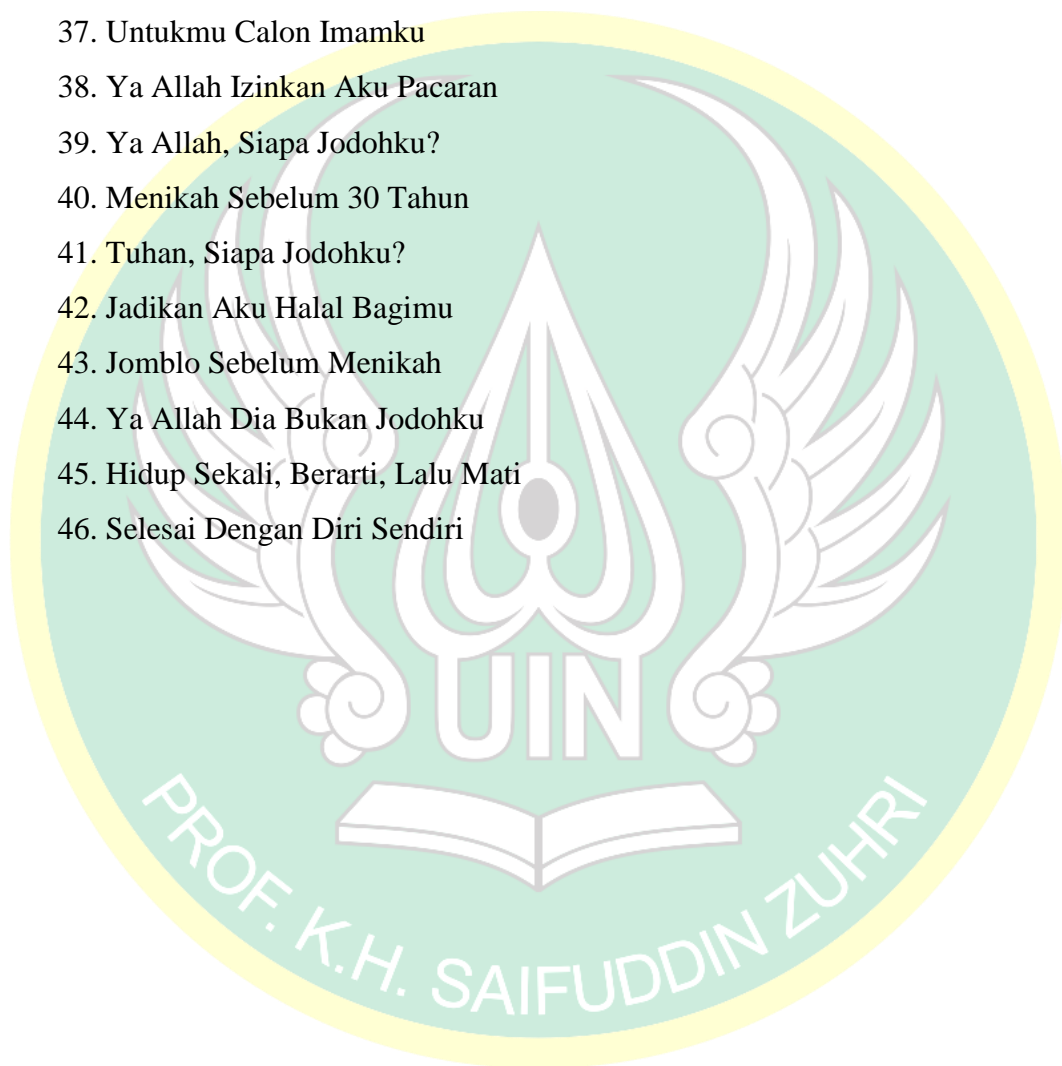 37. Untukmu Calon Imamku
38. Ya Allah Izinkan Aku Pacaran
39. Ya Allah, Siapa Jodohku?
40. Menikah Sebelum 30 Tahun
41. Tuhan, Siapa Jodohku?
42. Jadikan Aku Halal Bagimu
43. Jomblo Sebelum Menikah
44. Ya Allah Dia Bukan Jodohku
45. Hidup Sekali, Berarti, Lalu Mati
46. Selesai Dengan Diri Sendiri
UIN
PROF. K.H. SAIFUDDIN ZUHRI